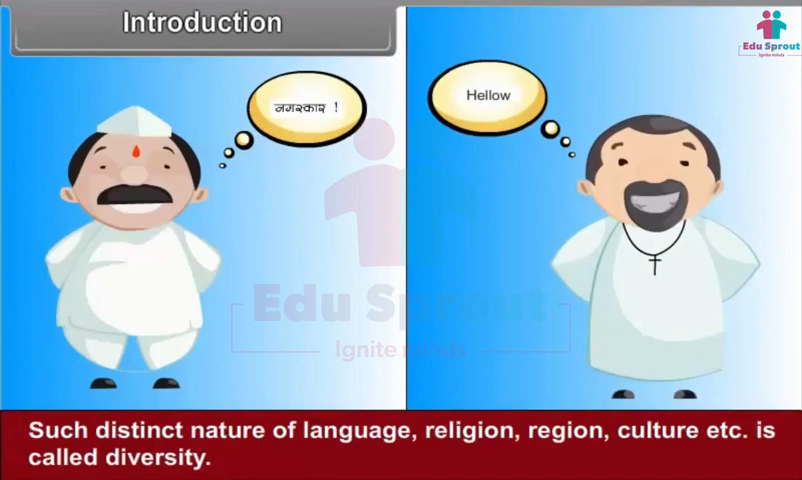 Introduction
Edu Sprout
Ignite minds
नमस्कार !
Hellow
Edu Sprout
Ignite minds
Such distinct nature of language, religion, region, culture etc. is
called diversity.